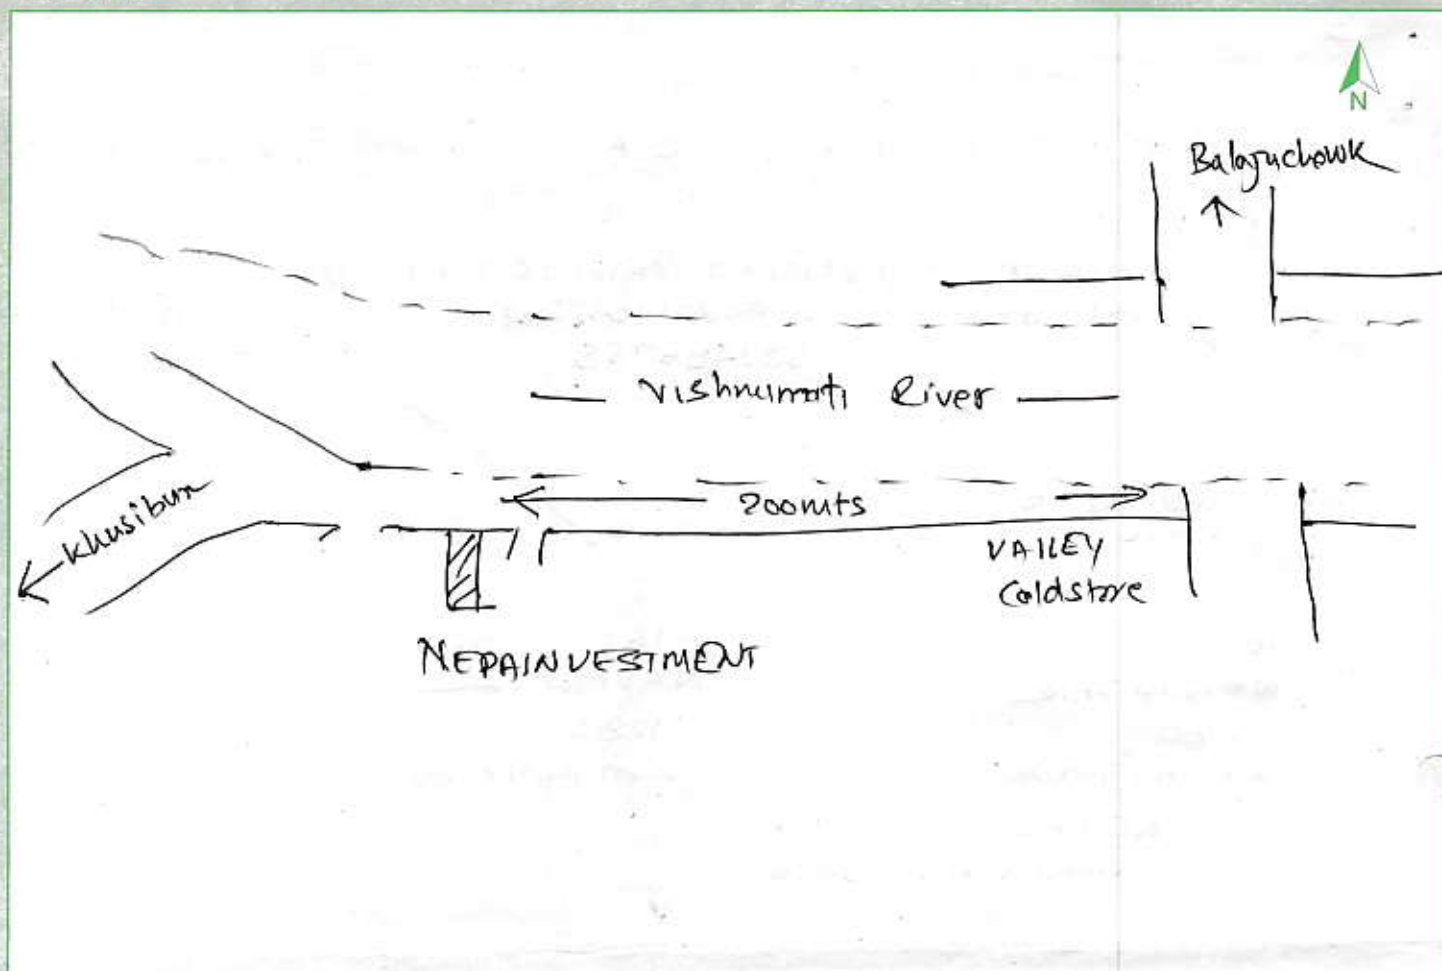 N
Balajuchowk
Vishnumati River
200mts
Khusibun
VALLEY
Coldstore
NEPAINVESTMENT